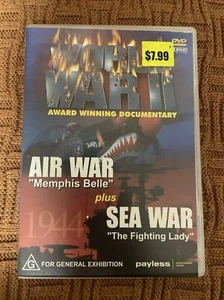 WORLD
WAR II
$7.99
DVD
AWARD WINNING DOCUMENTARY
AIR WAR
"Memphis Belle"
plus
1944
SEA WAR
"The Fighting Lady"
G
FOR GENERAL EXHIBITION
payless